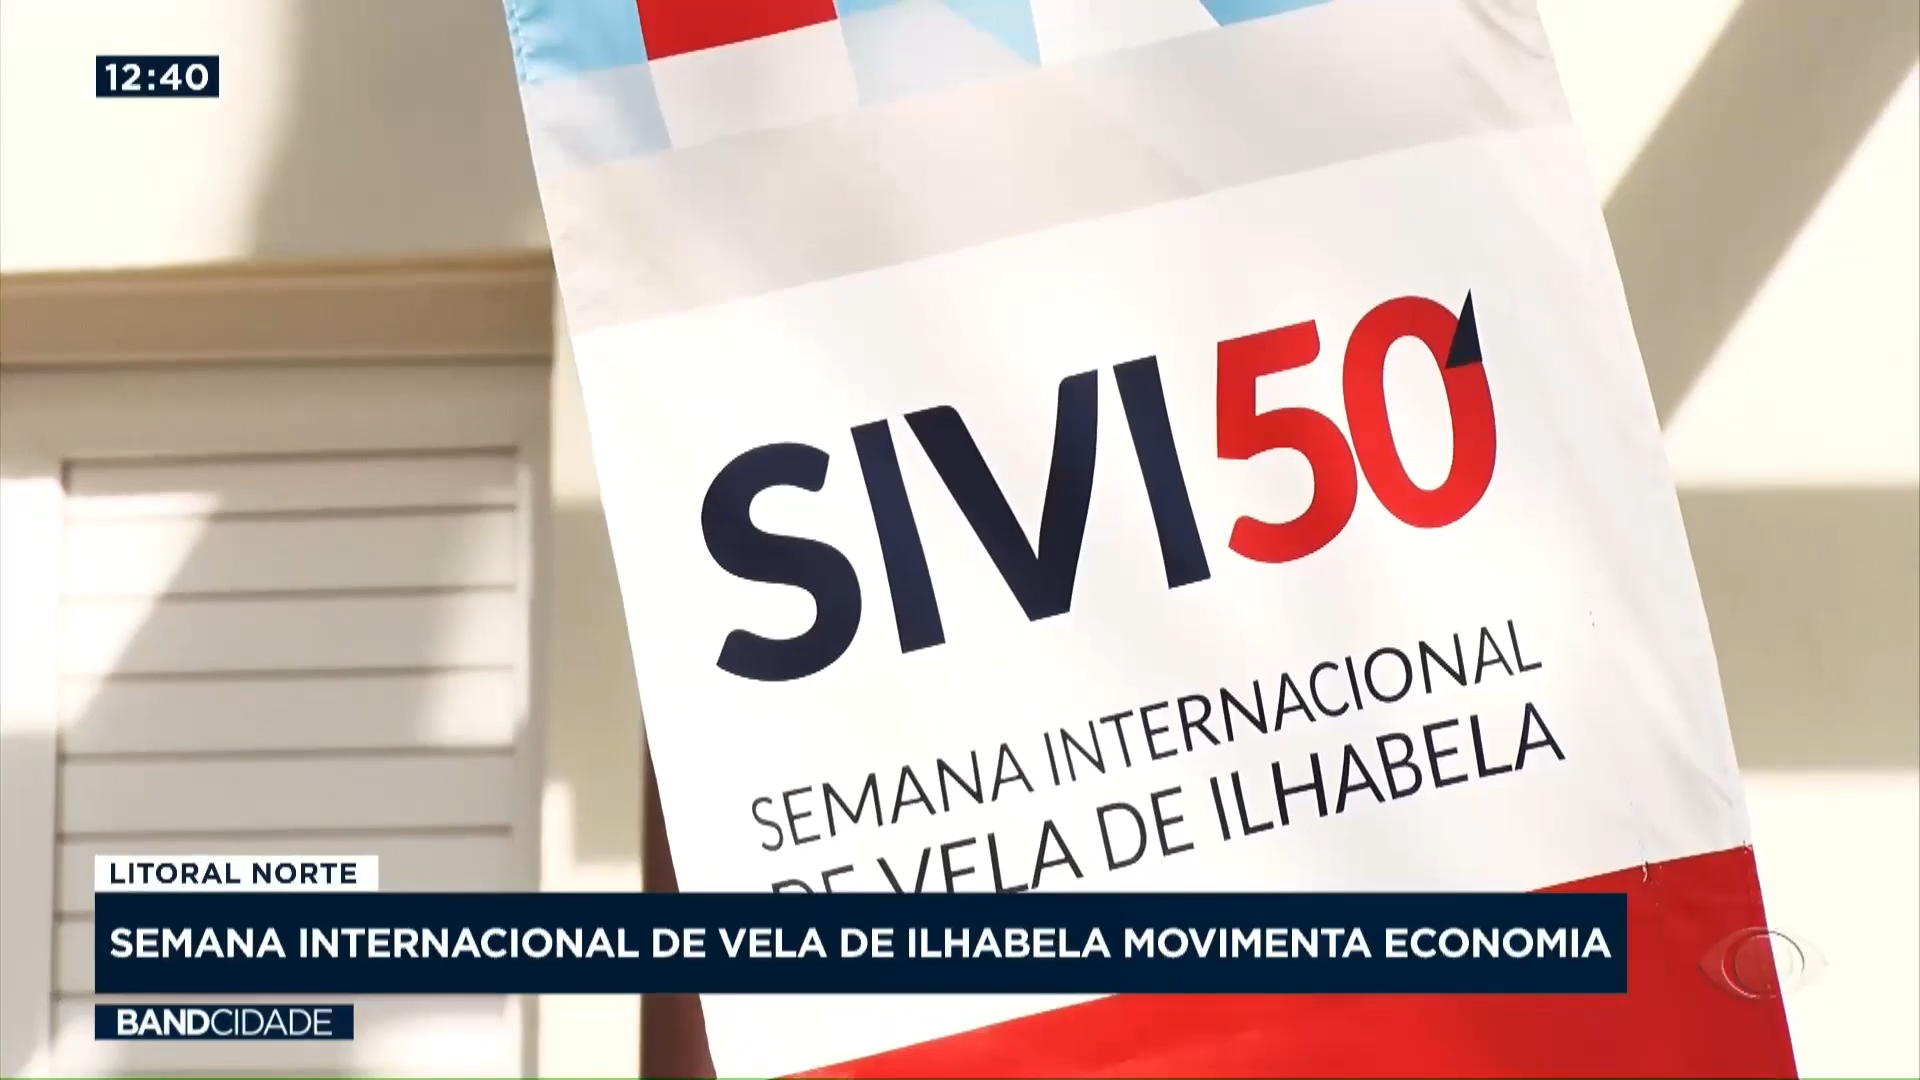 12:40
SIVI50
SEMANA INTERNACIONAL
DE VELA DE ILHABELA
LITORAL NORTE
SEMANA INTERNACIONAL DE VELA DE ILHABELA MOVIMENTA ECONOMIA
BANDCIDADE